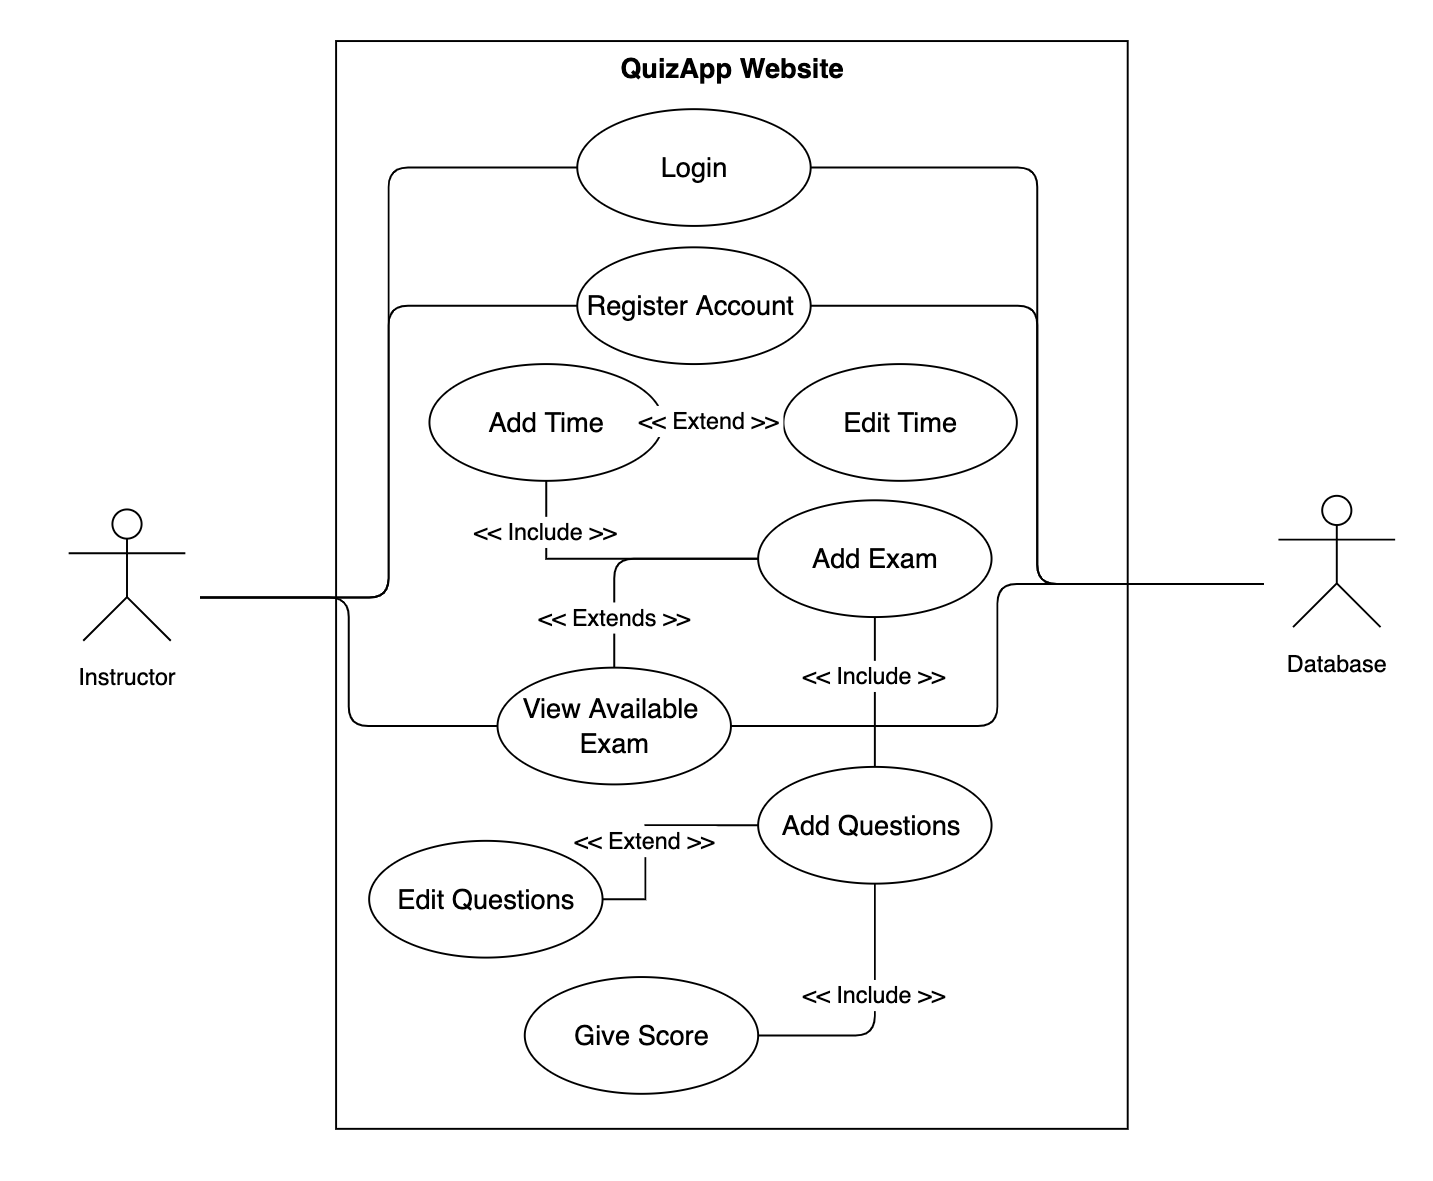 QuizApp Website
Login
Register Account
Add Time
<< Extend >>
Edit Time
<< Include >>
Add Exam
<< Extends >>
<< Include >>
Instructor
Database
View Available
Exam
Add Questions
<< Extend >>
Edit Questions
<< Include >>
Give Score